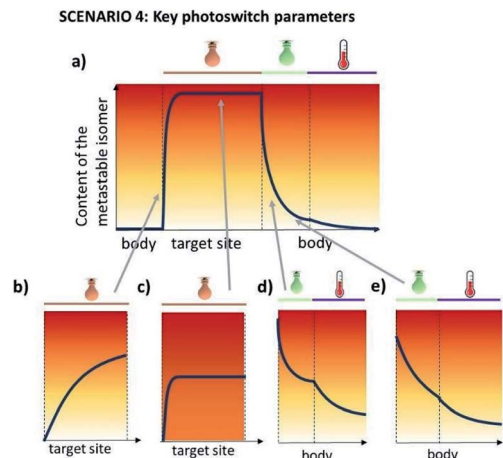 SCENARIO 4: Key photoswitch parameters
a)
Content of the
metastable isomer
body
target site
body
b)
c)
d)
e)
target site
target site
body
body